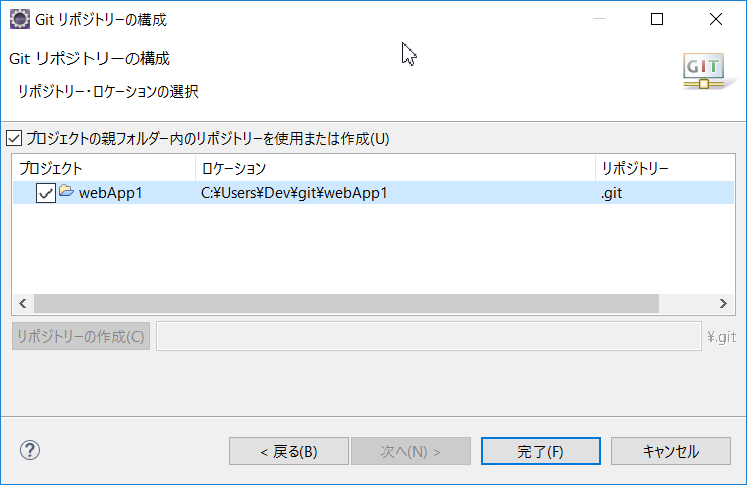 Git リポジトリーの構成
Git リポジトリーの構成
リポジトリー・ロケーションの選択
GIT
プロジェクトの親フォルダー内のリポジトリーを使用または作成(U)
プロジェクト ロケーション リポジトリー
webApp1 C:¥Users¥Dev¥git¥webApp1 .git
リポジトリーの作成(C) ¥.git
< 戻る(B) 次へ(N) > 完了(F) キャンセル